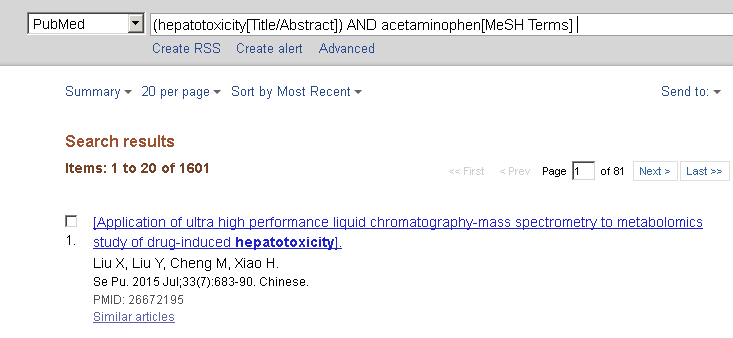 PubMed (hepatotoxicity[Title/Abstract]) AND acetaminophen[MeSH Terms]
Create RSS Create alert Advanced
Summary 20 per page Sort by Most Recent Send to:
Search results
Items: 1 to 20 of 1601
<< First < Prev Page 1 of 81 Next > Last >>
[Application of ultra high performance liquid chromatography-mass spectrometry to metabolomics
1. study of drug-induced hepatotoxicity].
Liu X, Liu Y, Cheng M, Xiao H.
Se Pu. 2015 Jul;33(7):683-90. Chinese.
PMID: 26672195
Similar articles